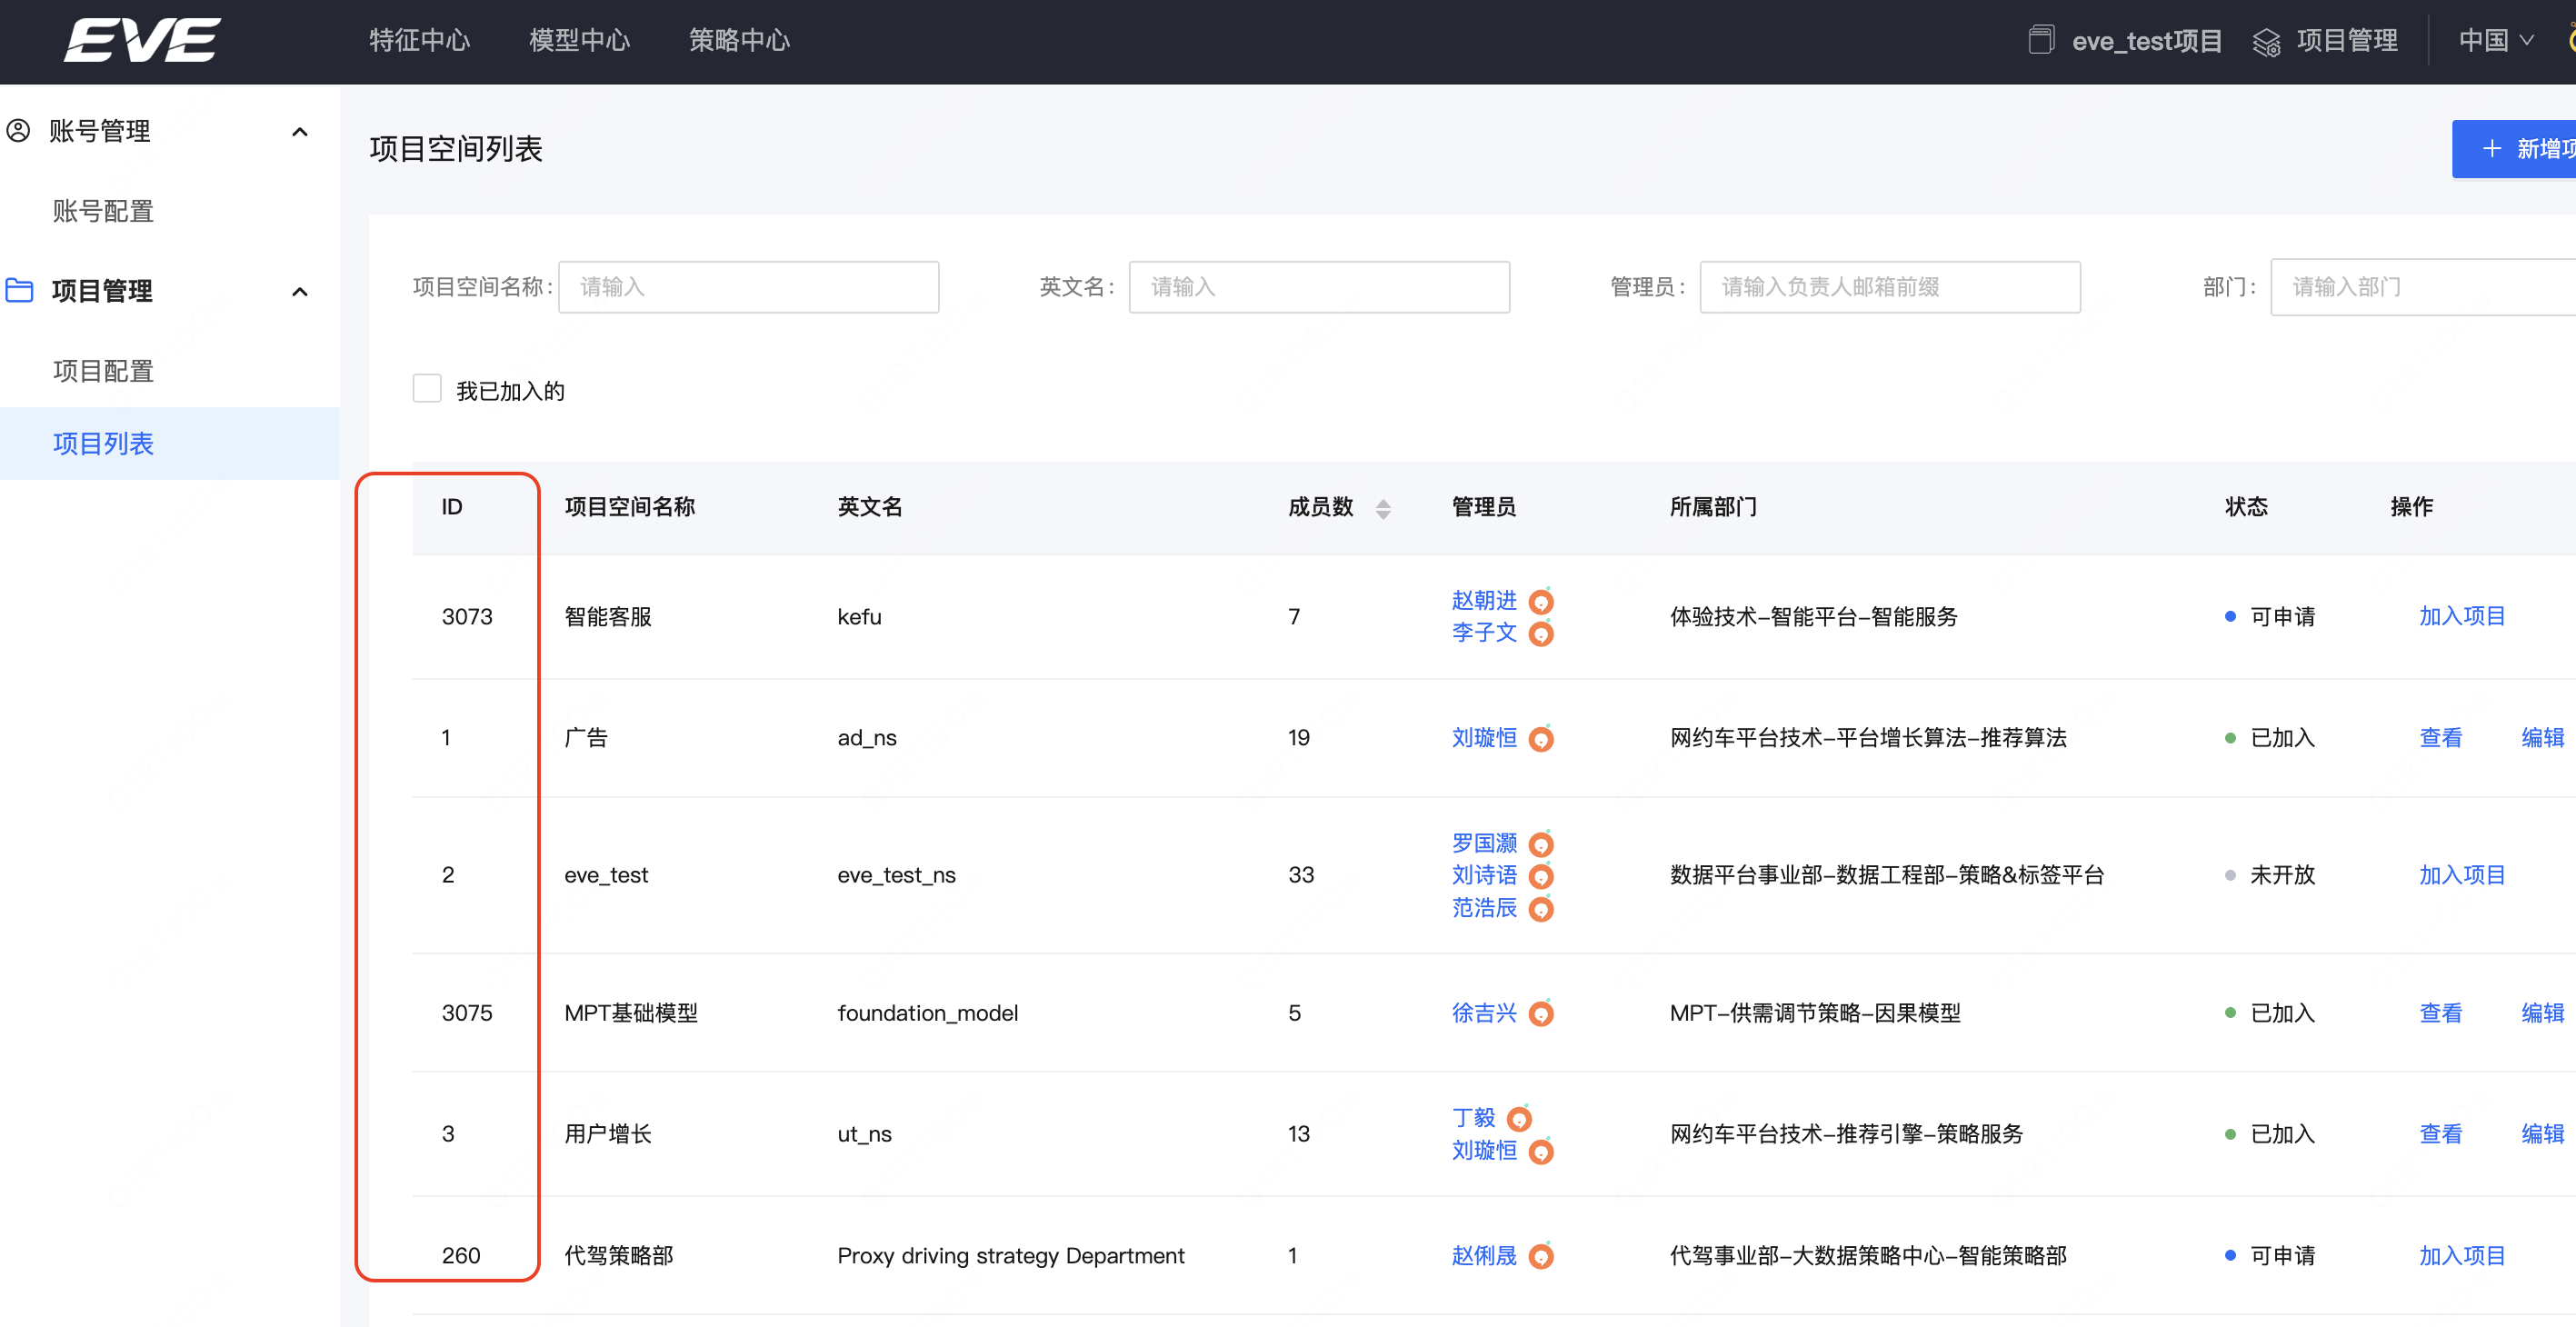 EVE 特征中心 模型中心 策略中心 eve_test项目 项目管理 中国
账号管理
账号配置
项目管理
项目配置
项目列表
项目空间列表
+ 新增项
项目空间名称: 请输入 英文名: 请输入 管理员: 请输入负责人邮箱前缀 部门: 请输入部门
我已加入的
ID 项目空间名称 英文名 成员数 管理员 所属部门 状态 操作
3073 智能客服 kefu 7 赵朝进 李子文 体验技术-智能平台-智能服务 可申请 加入项目
1 广告 ad_ns 19 刘璇恒 网约车平台技术-平台增长算法-推荐算法 已加入 查看 编辑
2 eve_test eve_test_ns 33 罗国灏 刘诗语 范浩辰 数据平台事业部-数据工程部-策略&标签平台 未开放 加入项目
3075 MPT基础模型 foundation_model 5 徐吉兴 MPT-供需调节策略-因果模型 已加入 查看 编辑
3 用户增长 ut_ns 13 丁毅 刘璇恒 网约车平台技术-推荐引擎-策略服务 已加入 查看 编辑
260 代驾策略部 Proxy driving strategy Department 1 赵俐晟 代驾事业部-大数据策略中心-智能策略部 可申请 加入项目